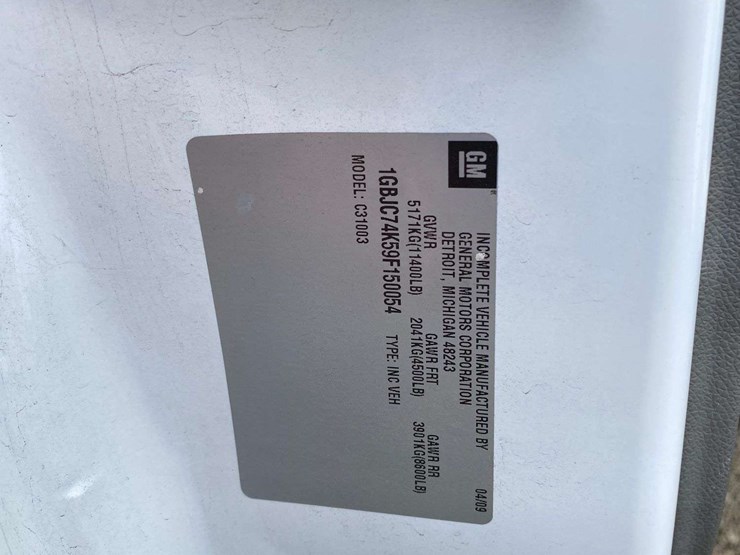 GM
INCOMPLETE VEHICLE MANUFACTURED BY 04/09
GENERAL MOTORS CORPORATION
DETROIT, MICHIGAN 48243
GVWR GAWR FRT GAWR RR
5171KG(11400LB) 2041KG(4500LB) 3901KG(8600LB)
1GBJC74K59F150054 TYPE: INC VEH
MODEL: C31003